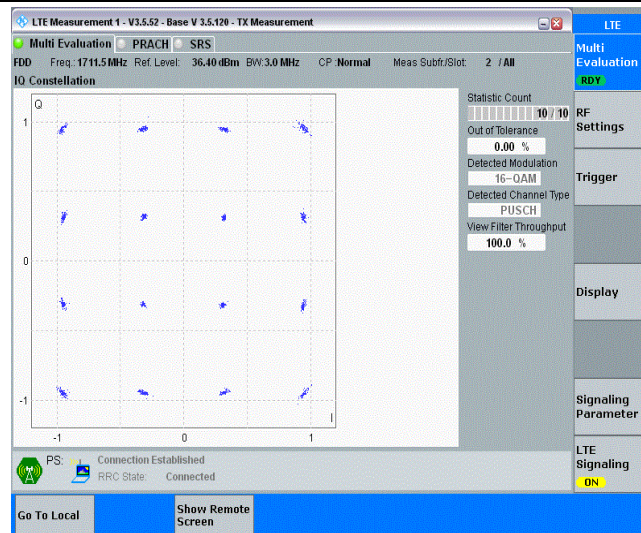 LTE Measurement 1 - V3.5.52 - Base V 3.5.120 - TX Measurement
LTE
Multi Evaluation PRACH SRS
FDD Freq.: 1711.5 MHz Ref. Level: 36.40 dBm BW: 3.0 MHz CP : Normal Meas Subfr./Slot: 2 / All
IQ Constellation
Q
1
0
-1
-1 0 1
I
Statistic Count
10 / 10
Out of Tolerance
0.00 %
Detected Modulation
16-QAM
Detected Channel Type
PUSCH
View Filter Throughput
100.0 %
Multi
Evaluation
RDY
RF
Settings
Trigger
Display
Signaling
Parameter
LTE
Signaling
ON
PS: Connection Established
RRC State: Connected
Go To Local
Show Remote
Screen